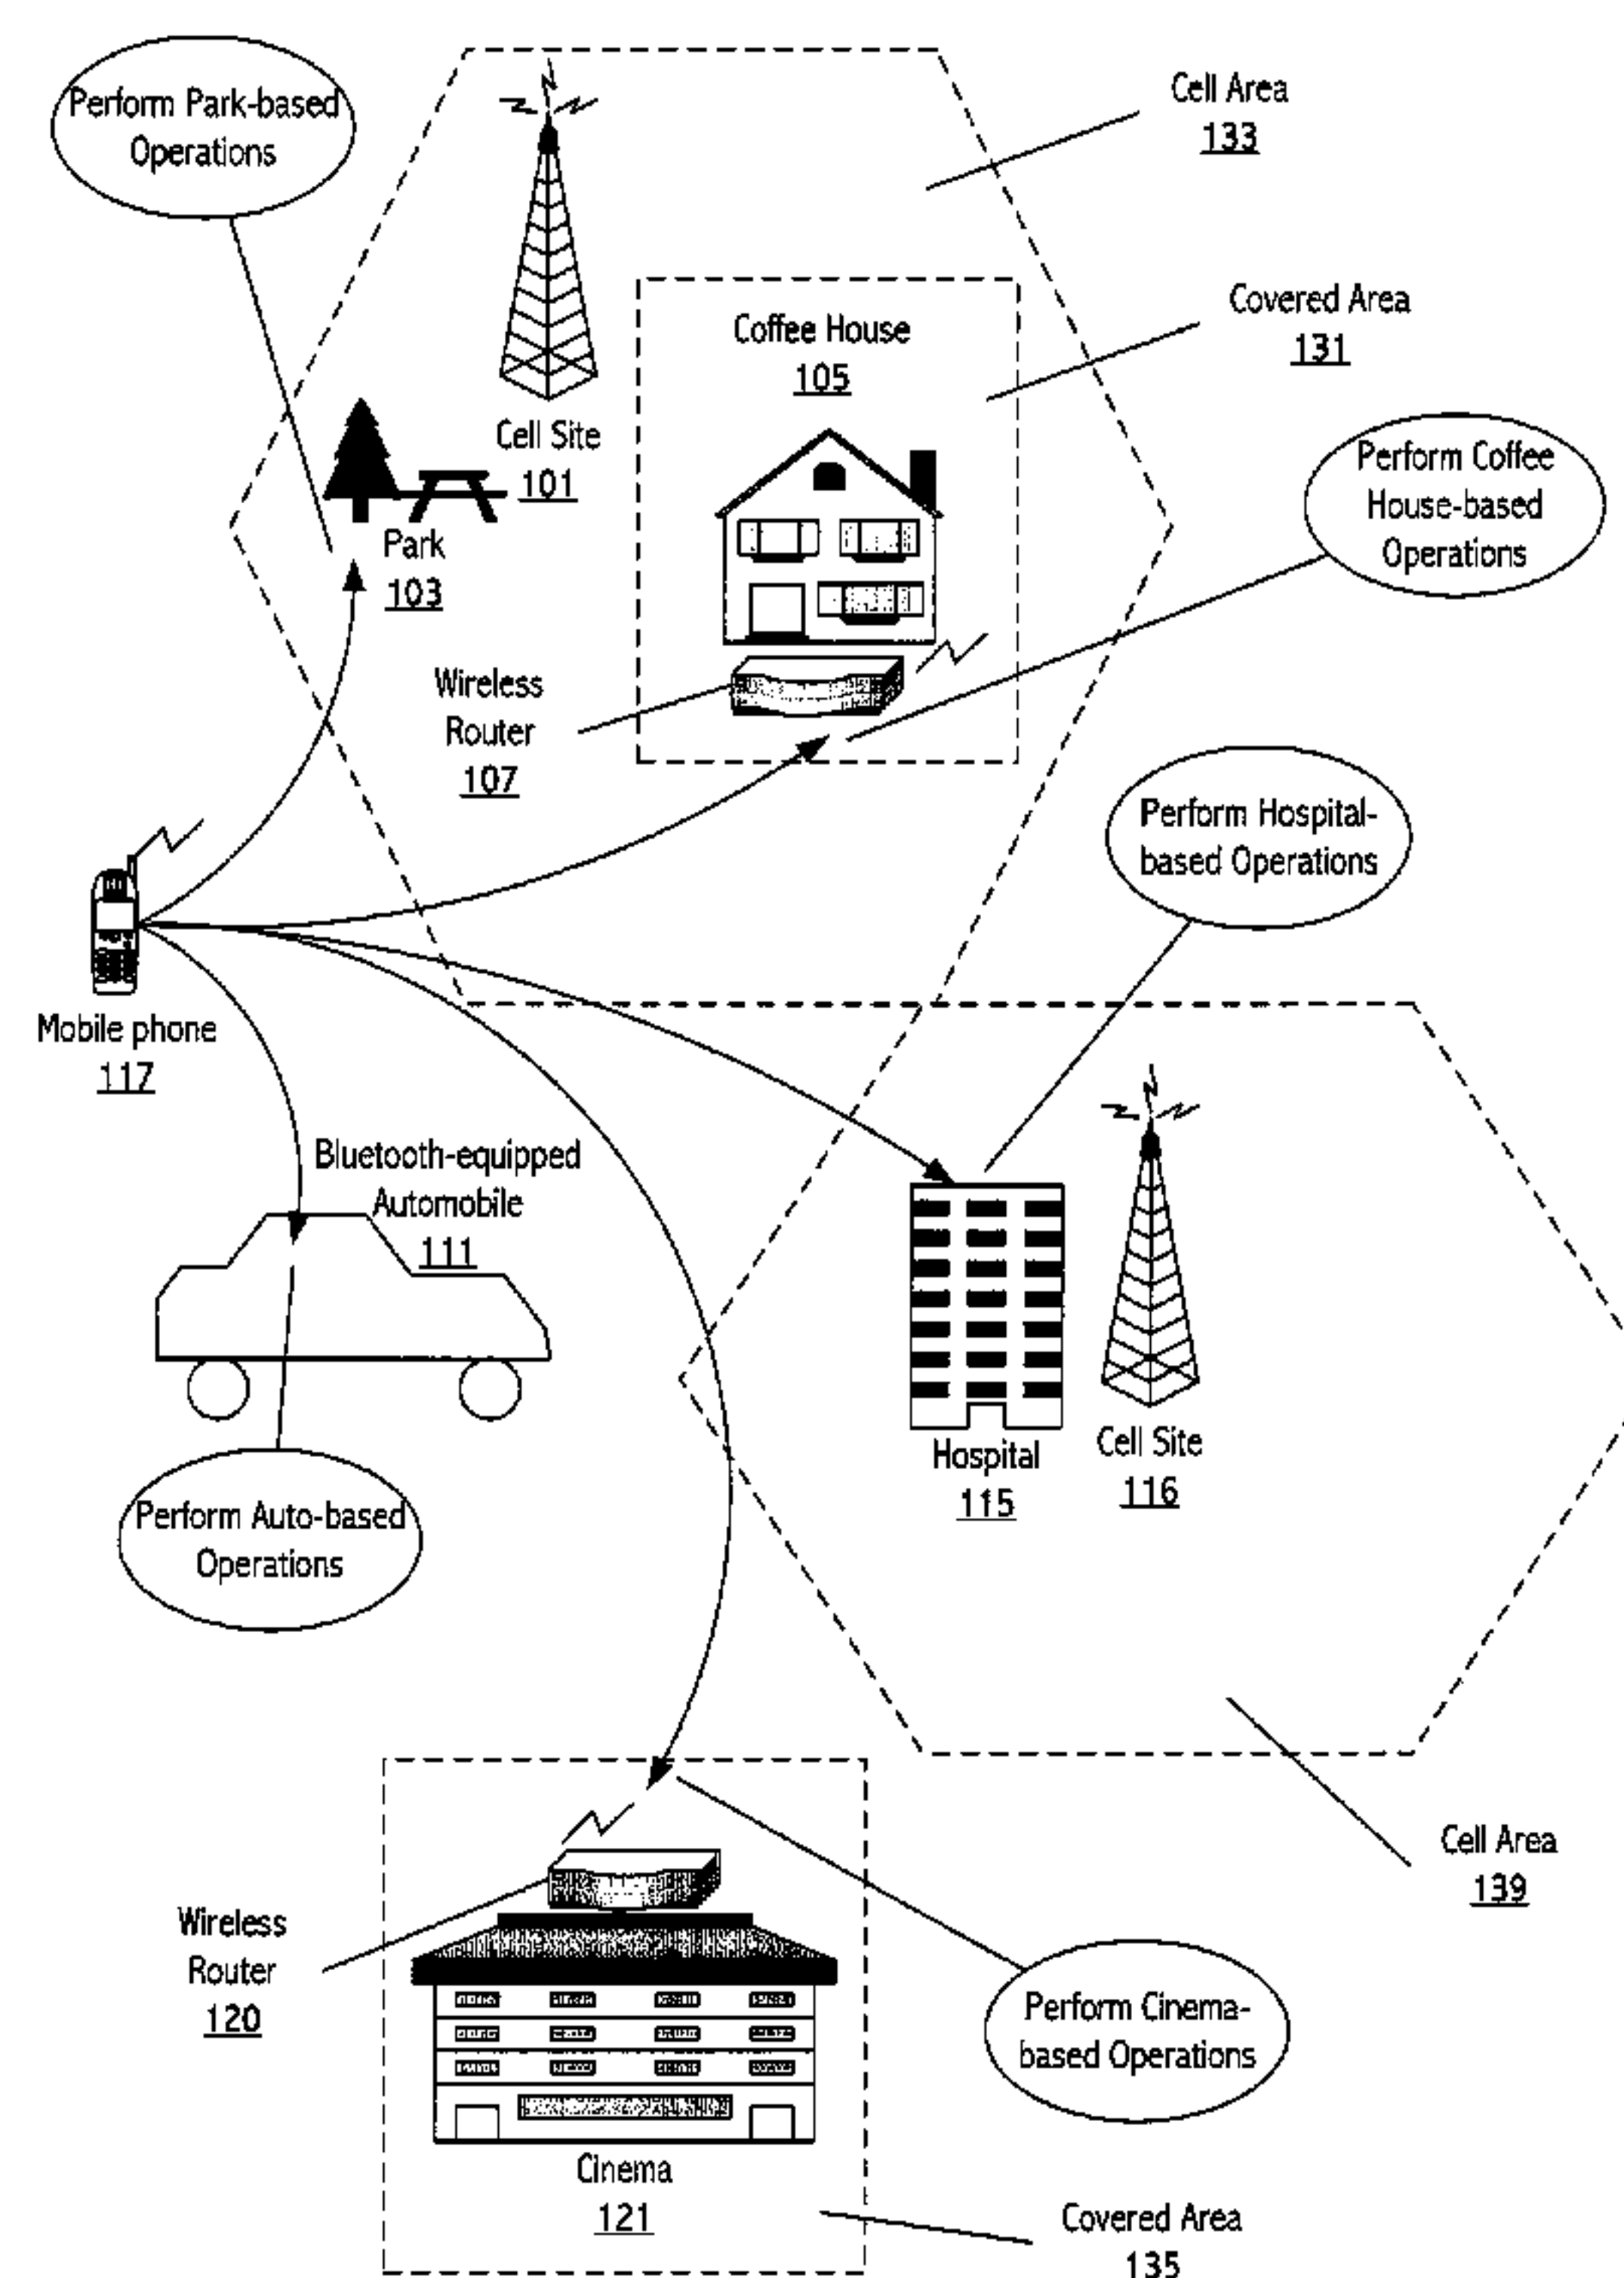 Perform Park-based
Operations
Cell Area
133
Covered Area
131
Coffee House
105
Cell Site
101
Perform Coffee
House-based
Operations
Park
103
Wireless
Router
107
Perform Hospital-
based Operations
Mobile phone
117
Bluetooth-equipped
Automobile
111
Hospital
115
Cell Site
116
Perform Auto-based
Operations
Cell Area
139
Wireless
Router
120
Perform Cinema-
based Operations
Cinema
121
Covered Area
135